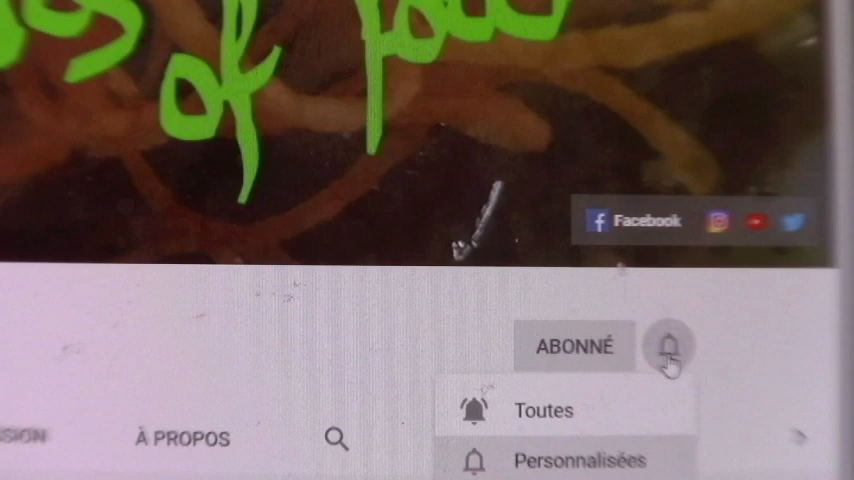 of
Facebook
ABONNÉ
Toutes
À PROPOS
Personnalisées